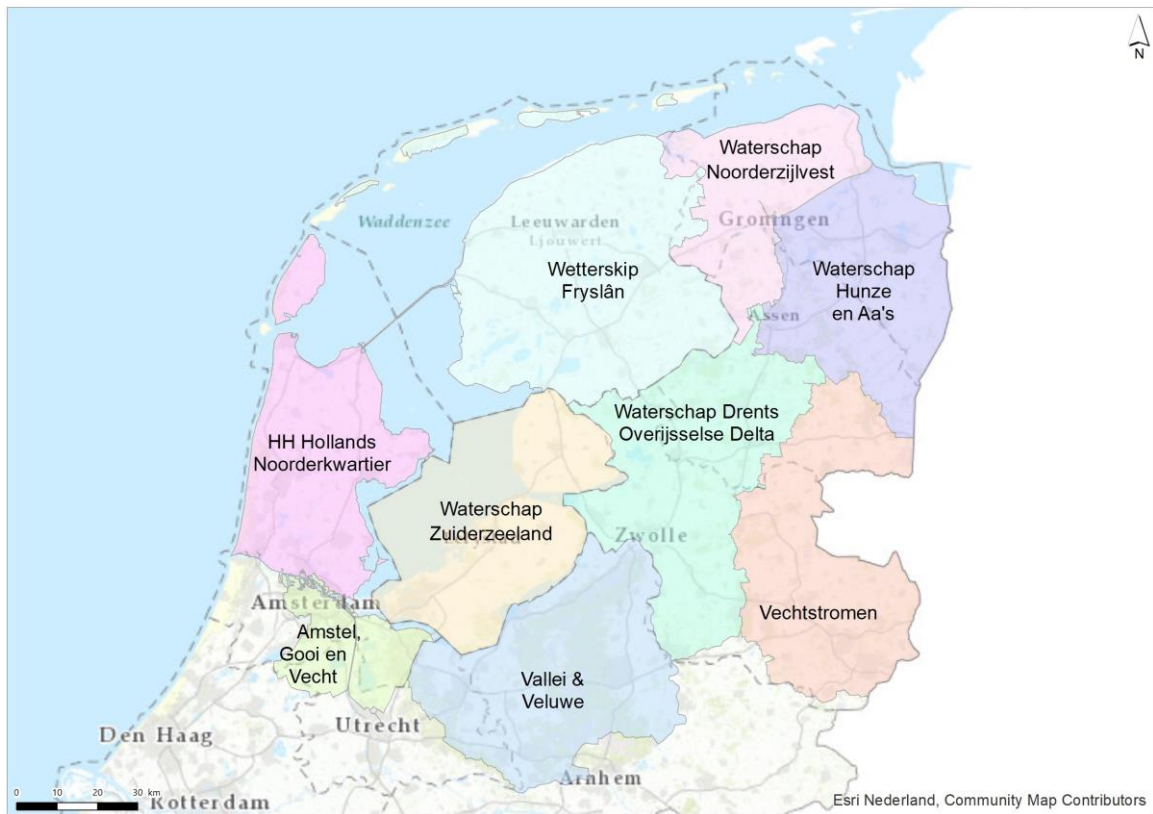 N
Waterschap
Noorderzijlvest
Waddenzee
Leeuwarden
Ljouwert
Groningen
Wetterskip
Fryslân
Waterschap
Hunze
en Aa's
Assen
HH Hollands
Noorderkwartier
Waterschap Drents
Overijsselse Delta
Waterschap
Zuiderzeeland
Lelystad
Zwolle
Amsterdam
Amstel,
Gooi en
Vecht
Vechtstromen
Vallei &
Veluwe
Den Haag
Utrecht
Arnhem
0 10 20 30 km
Rotterdam
Esri Nederland, Community Map Contributors